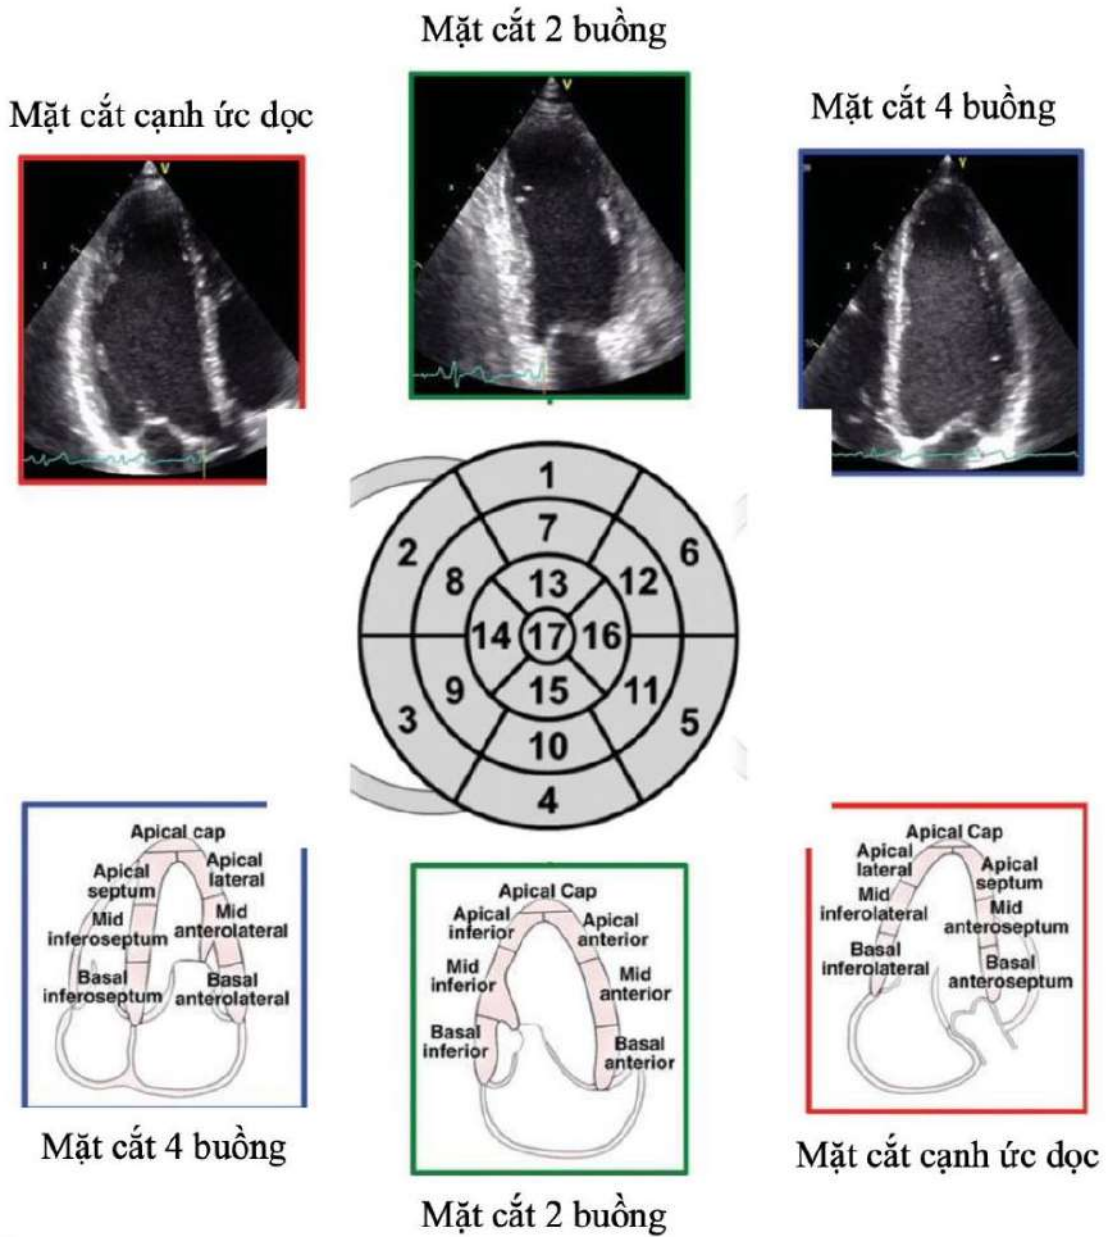 Mặt cắt 2 buồng
Mặt cắt cạnh ức dọc
Mặt cắt 4 buồng
V
V
V
1
2
7
6
8
13
12
14
17
16
9
15
11
3
10
5
4
Apical cap
Apical
septum
Apical
lateral
Mid
inferoseptum
Mid
anterolateral
Basal
inferoseptum
Basal
anterolateral
Mặt cắt 4 buồng
Apical Cap
Apical
inferior
Apical
anterior
Mid
inferior
Mid
anterior
Basal
inferior
Basal
anterior
Mặt cắt 2 buồng
Apical Cap
Apical
lateral
Apical
septum
Mid
inferolateral
Mid
anteroseptum
Basal
inferolateral
Basal
anteroseptum
Mặt cắt cạnh ức dọc